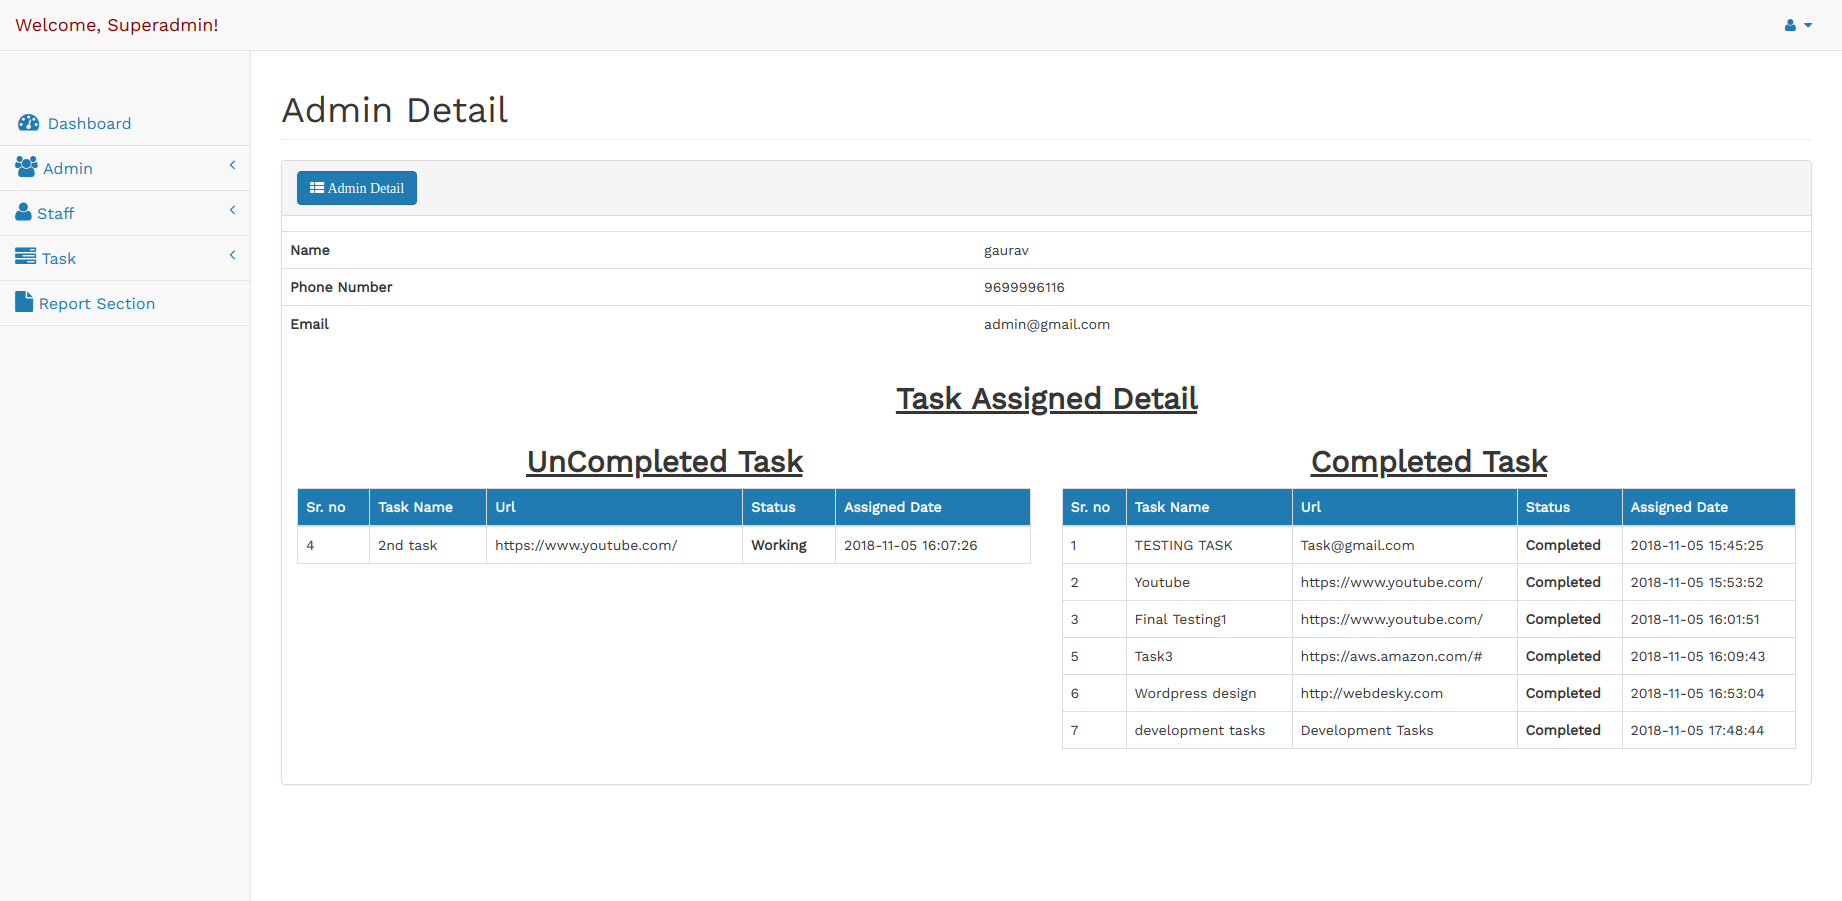 Welcome, Superadmin!
Dashboard
Admin
Staff
Task
Report Section
Admin Detail
Admin Detail
Name gaurav
Phone Number 9699996116
Email admin@gmail.com
Task Assigned Detail
UnCompleted Task
Sr. no Task Name Url Status Assigned Date
4 2nd task https://www.youtube.com/ Working 2018-11-05 16:07:26
Completed Task
Sr. no Task Name Url Status Assigned Date
1 TESTING TASK Task@gmail.com Completed 2018-11-05 15:45:25
2 Youtube https://www.youtube.com/ Completed 2018-11-05 15:53:52
3 Final Testing1 https://www.youtube.com/ Completed 2018-11-05 16:01:51
5 Task3 https://aws.amazon.com/# Completed 2018-11-05 16:09:43
6 Wordpress design http://webdesky.com Completed 2018-11-05 16:53:04
7 development tasks Development Tasks Completed 2018-11-05 17:48:44